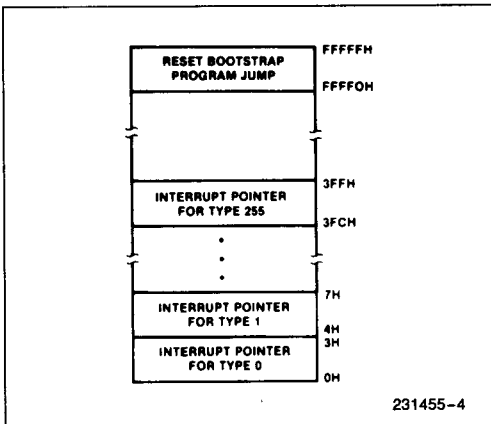 FFFFFH
RESET BOOTSTRAP
PROGRAM JUMP
FFFF0H
3FFH
INTERRUPT POINTER
FOR TYPE 255
3FCH
7H
INTERRUPT POINTER
FOR TYPE 1
4H
3H
INTERRUPT POINTER
FOR TYPE 0
0H
231455-4